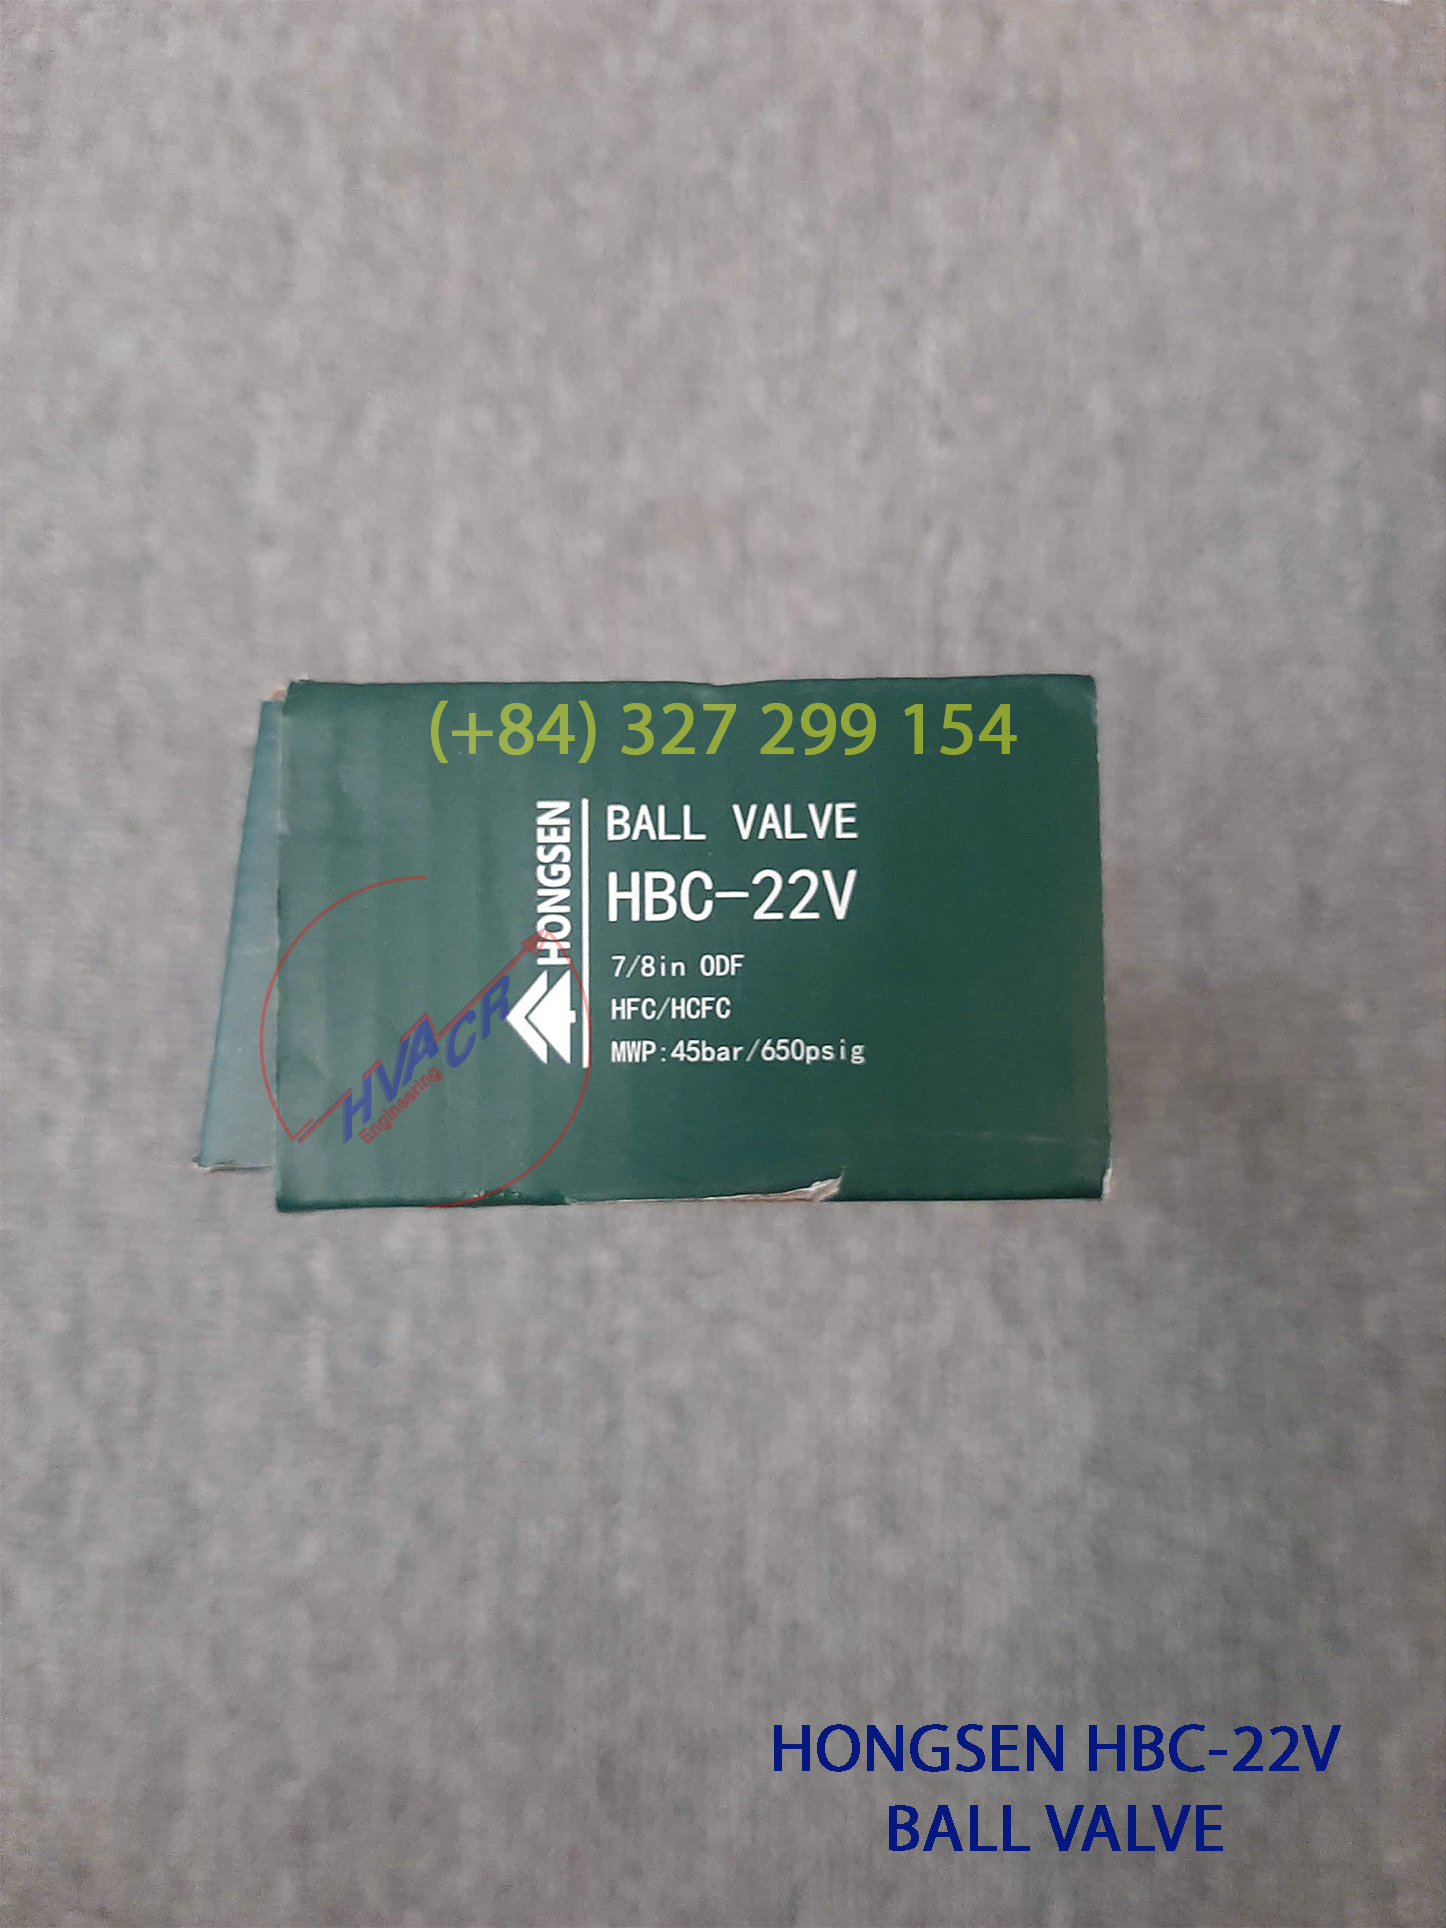 (+84) 327 299 154
HONGSEN
BALL VALVE
HBC-22V
7/8in ODF
HFC/HCFC
MWP:45bar/650psig
HVACR
Engineering
HONGSEN HBC-22V
BALL VALVE